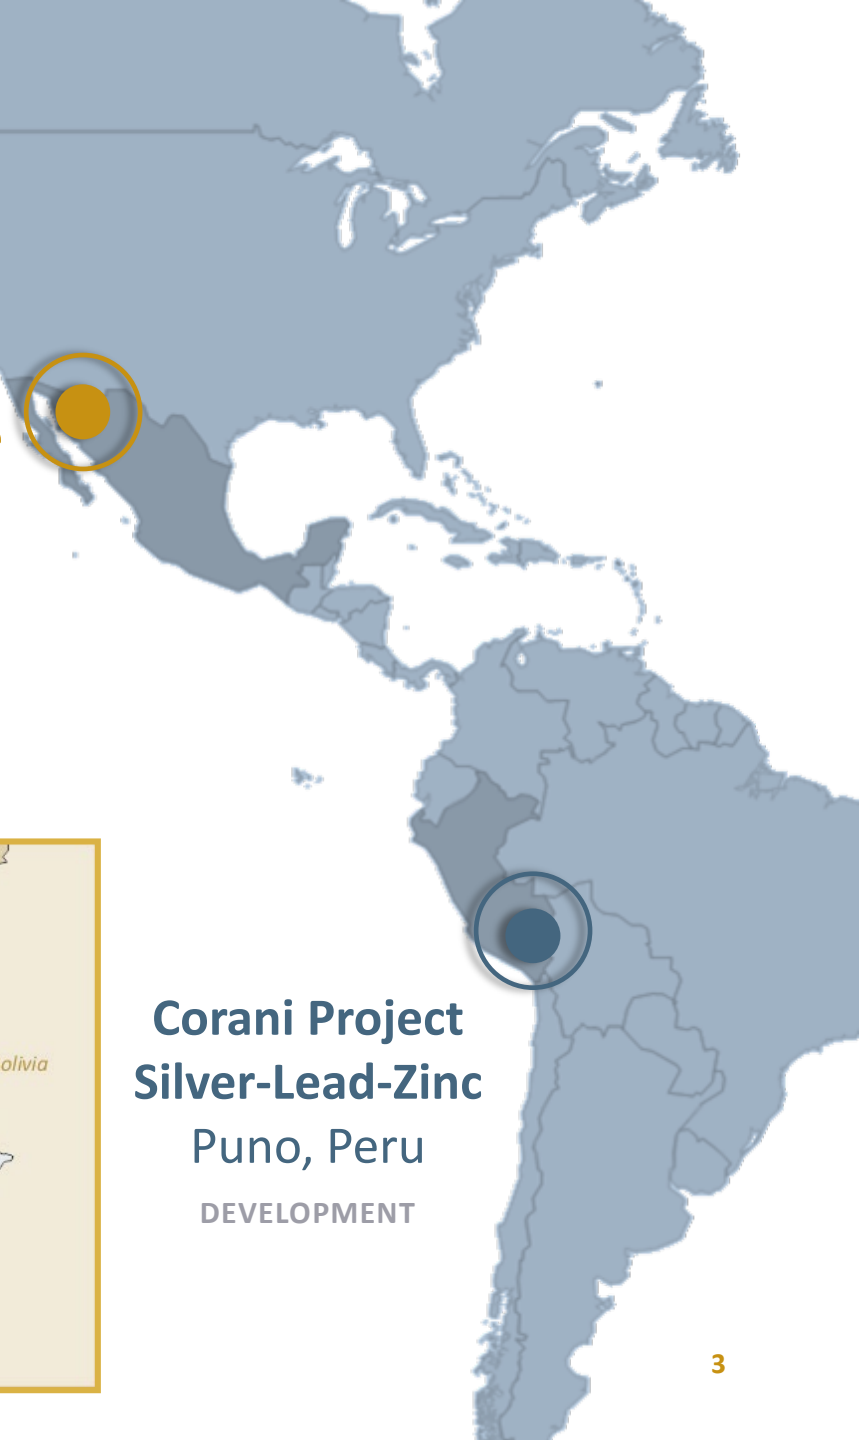 olivia
Corani Project
Silver-Lead-Zinc
Puno, Peru
DEVELOPMENT
3